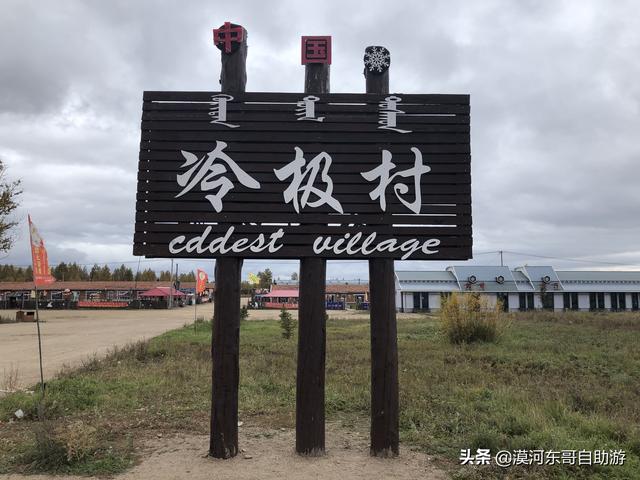 中 国
冷极村
cddest village
头条 @漠河东哥自助游